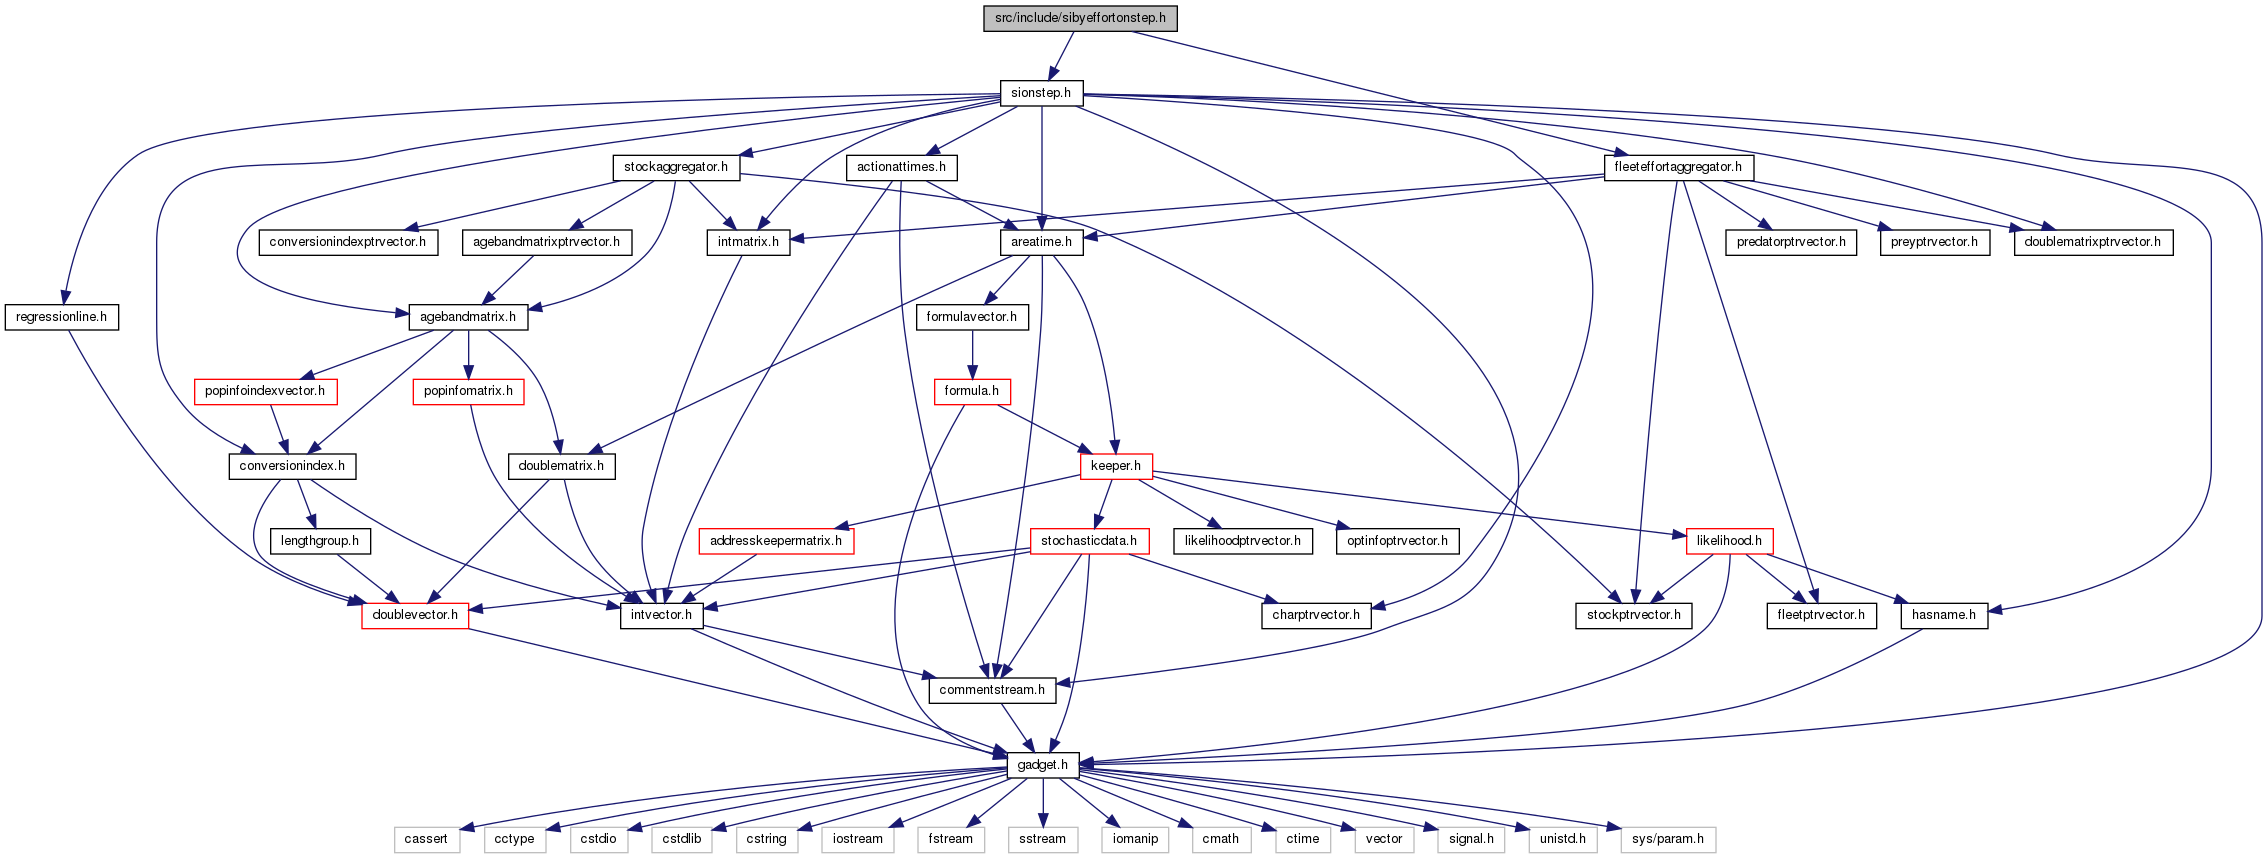 src/include/sibyeffortonstep.h
sionstep.h
stockaggregator.h
actionattimes.h
fleeteffortaggregator.h
conversionindexptrvector.h
agebandmatrixptrvector.h
intmatrix.h
areatime.h
predatorptrvector.h
preyptrvector.h
doublematrixptrvector.h
regressionline.h
agebandmatrix.h
formulavector.h
popinfoindexvector.h
popinfomatrix.h
formula.h
conversionindex.h
doublematrix.h
keeper.h
lengthgroup.h
addresskeepermatrix.h
stochasticdata.h
likelihoodptrvector.h
optinfoptrvector.h
likelihood.h
doublevector.h
intvector.h
charptrvector.h
stockptrvector.h
fleetptrvector.h
hasname.h
commentstream.h
gadget.h
cassert
cctype
cstdio
cstdlib
cstring
iostream
fstream
sstream
iomanip
cmath
ctime
vector
signal.h
unistd.h
sys/param.h